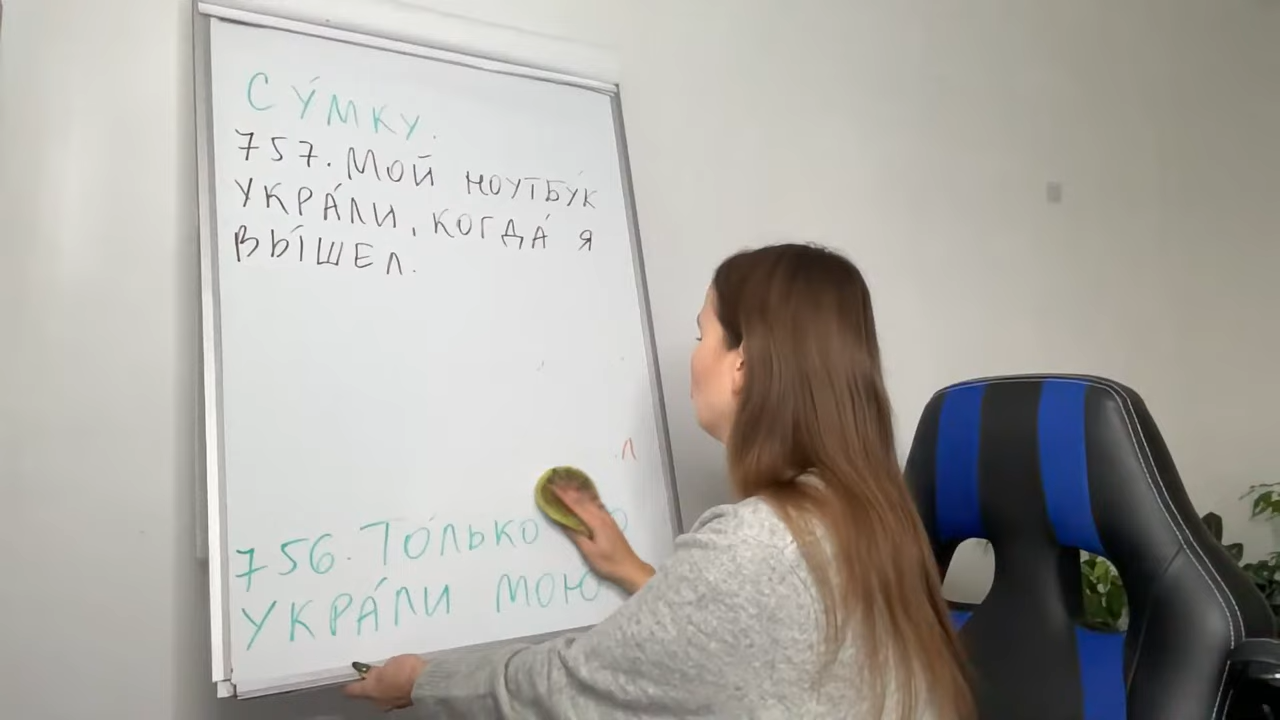 СУ́МКУ.
757. МОЙ НОУТБУ́К
УКРА́ЛИ, КОГДА́ Я
ВЫ́ШЕЛ.
Л
756. ТО́ЛЬКО
УКРА́ЛИ МОЮ